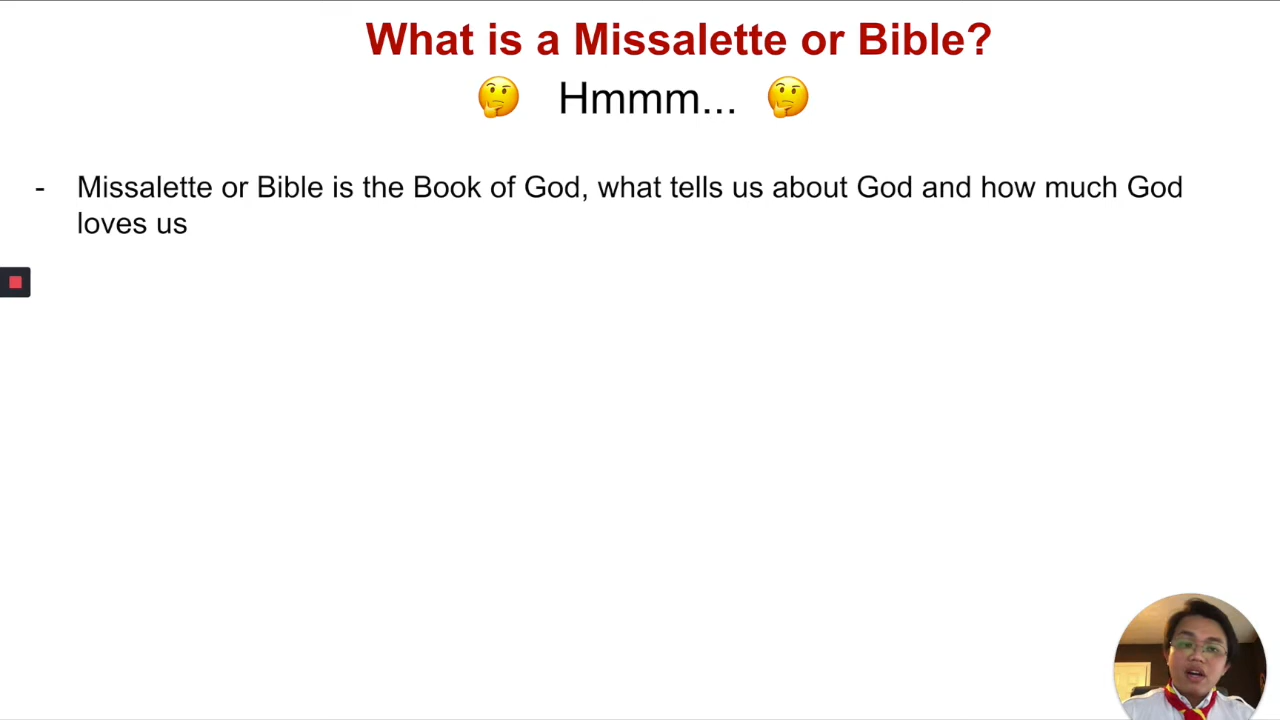 What is a Missalette or Bible?
🤔 Hmmm... 🤔
- Missalette or Bible is the Book of God, what tells us about God and how much God
loves us